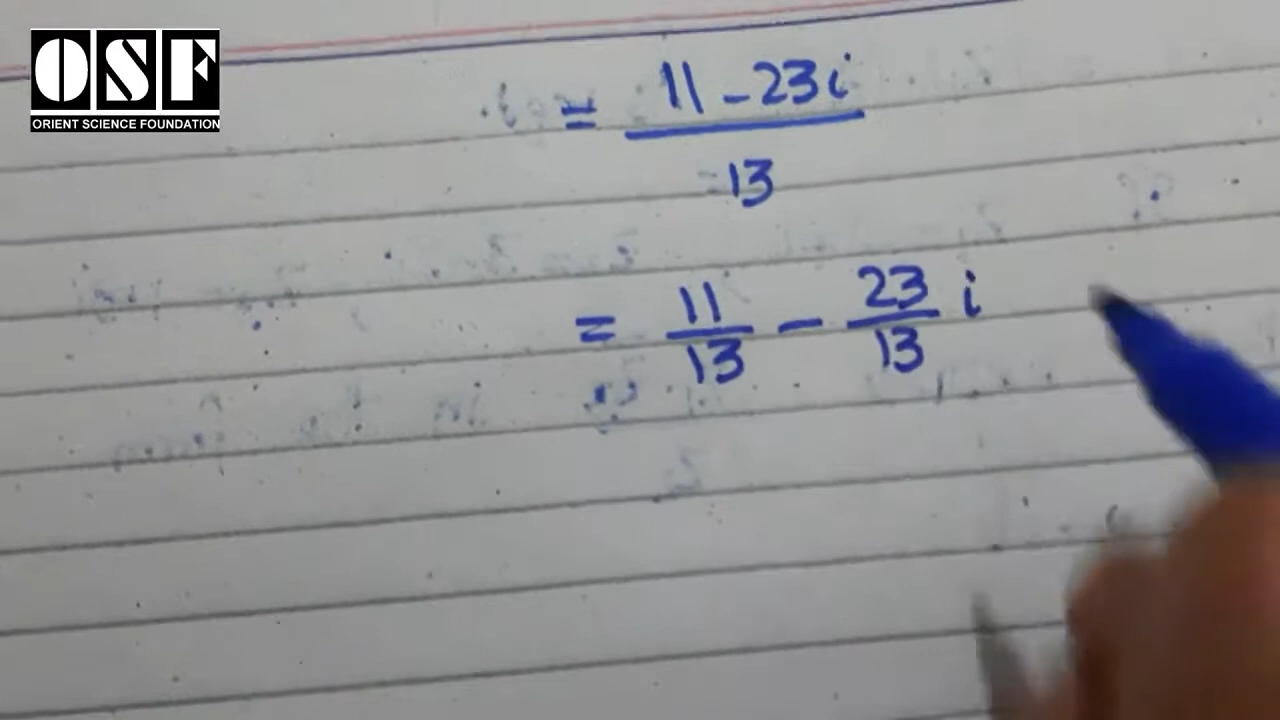 OSF
ORIENT SCIENCE FOUNDATION
= 11 - 23i
13
= 11/13 - 23/13 i